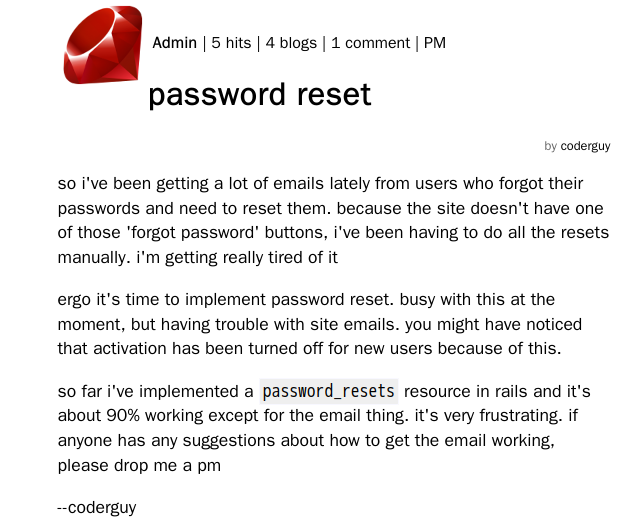 Admin | 5 hits | 4 blogs | 1 comment | PM
password reset
by coderguy
so i've been getting a lot of emails lately from users who forgot their
passwords and need to reset them. because the site doesn't have one
of those 'forgot password' buttons, i've been having to do all the resets
manually. i'm getting really tired of it
ergo it's time to implement password reset. busy with this at the
moment, but having trouble with site emails. you might have noticed
that activation has been turned off for new users because of this.
so far i've implemented a password_resets resource in rails and it's
about 90% working except for the email thing. it's very frustrating. if
anyone has any suggestions about how to get the email working,
please drop me a pm
--coderguy